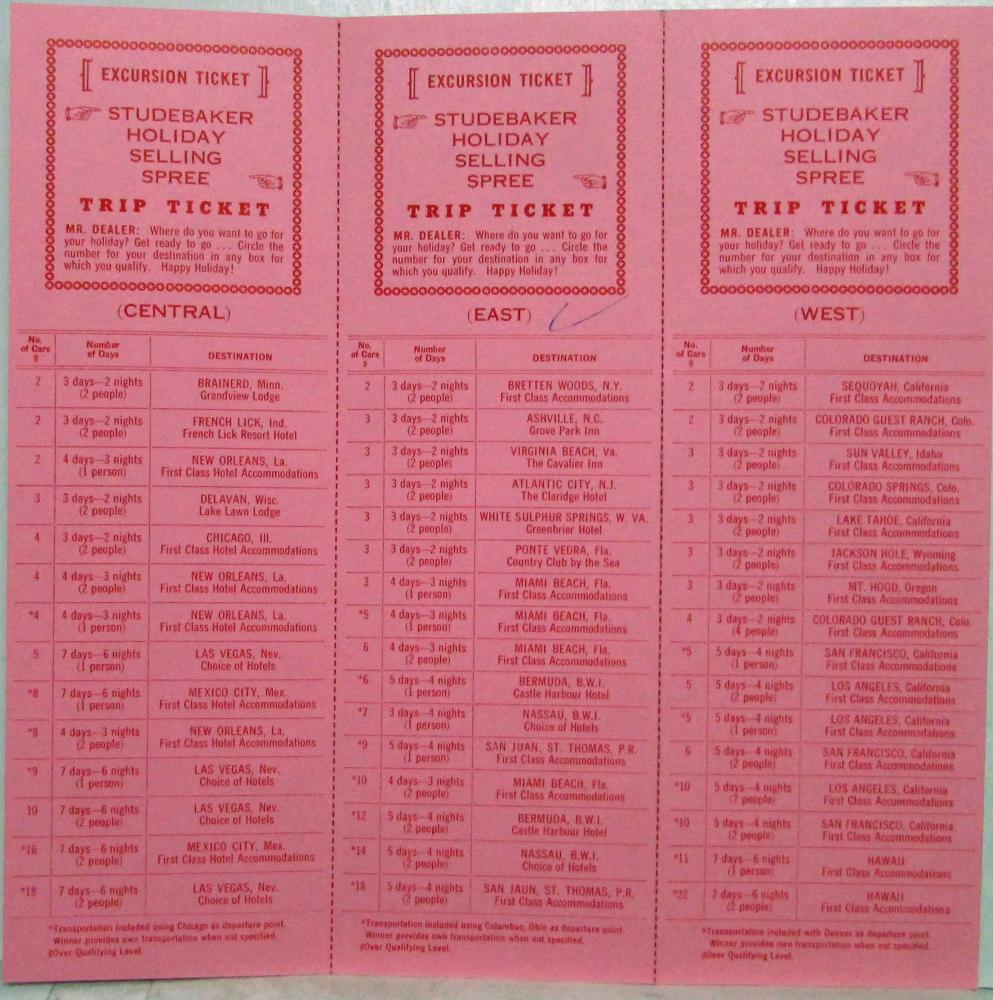 [ EXCURSION TICKET ]
STUDEBAKER
HOLIDAY
SELLING
SPREE
TRIP TICKET
MR. DEALER: Where do you want to go for
your holiday? Get ready to go ... Circle the
number for your destination in any box for
which you qualify. Happy Holiday!
(CENTRAL)
No. of Cars # Number of Days DESTINATION
2 3 days—2 nights BRAINERD, Minn.
(2 people) Grandview Lodge
2 3 days—2 nights FRENCH LICK, Ind.
(2 people) French Lick Resort Hotel
2 4 days—3 nights NEW ORLEANS, La.
(1 person) First Class Hotel Accommodations
3 3 days—2 nights DELAVAN, Wisc.
(2 people) Lake Lawn Lodge
4 3 days—2 nights CHICAGO, Ill.
(2 people) First Class Hotel Accommodations
4 4 days—3 nights NEW ORLEANS, La.
(2 people) First Class Hotel Accommodations
*4 4 days—3 nights NEW ORLEANS, La.
(1 person) First Class Hotel Accommodations
5 7 days—6 nights LAS VEGAS, Nev.
(1 person) Choice of Hotels
*8 7 days—6 nights MEXICO CITY, Mex.
(1 person) First Class Hotel Accommodations
*8 4 days—3 nights NEW ORLEANS, La.
(2 people) First Class Hotel Accommodations
*9 7 days—6 nights LAS VEGAS, Nev.
(1 person) Choice of Hotels
10 7 days—6 nights LAS VEGAS, Nev.
(2 people) Choice of Hotels
*16 7 days—6 nights MEXICO CITY, Mex.
(2 people) First Class Hotel Accommodations
*18 7 days—6 nights LAS VEGAS, Nev.
(2 people) Choice of Hotels
*Transportation included using Chicago as departure point.
Winner provides own transportation when not specified.
#Over Qualifying Level.
[ EXCURSION TICKET ]
STUDEBAKER
HOLIDAY
SELLING
SPREE
TRIP TICKET
MR. DEALER: Where do you want to go for
your holiday? Get ready to go ... Circle the
number for your destination in any box for
which you qualify. Happy Holiday!
(EAST)
No. of Cars # Number of Days DESTINATION
2 3 days—2 nights BRETTEN WOODS, N.Y.
(2 people) First Class Accommodations
3 3 days—2 nights ASHVILLE, N.C.
(2 people) Grove Park Inn
3 3 days—2 nights VIRGINIA BEACH, Va.
(2 people) The Cavalier Inn
3 3 days—2 nights ATLANTIC CITY, N.J.
(2 people) The Claridge Hotel
3 3 days—2 nights WHITE SULPHUR SPRINGS, W. VA.
(2 people) Greenbrier Hotel
3 3 days—2 nights PONTE VEDRA, Fla.
(2 people) Country Club by the Sea
3 4 days—3 nights MIAMI BEACH, Fla.
(1 person) First Class Accommodations
*5 4 days—3 nights MIAMI BEACH, Fla.
(1 person) First Class Accommodations
6 4 days—3 nights MIAMI BEACH, Fla.
(2 people) First Class Accommodations
*6 5 days—4 nights BERMUDA, B.W.I.
(1 person) Castle Harbour Hotel
*7 3 days—4 nights NASSAU, B.W.I.
(1 person) Choice of Hotels
*9 5 days—4 nights SAN JUAN, ST. THOMAS, P.R.
(1 person) First Class Accommodations
*10 4 days—3 nights MIAMI BEACH, Fla.
(2 people) First Class Accommodations
*12 5 days—4 nights BERMUDA, B.W.I.
(2 people) Castle Harbour Hotel
*14 5 days—4 nights NASSAU, B.W.I.
(2 people) Choice of Hotels
*18 5 days—4 nights SAN JAUN, ST. THOMAS, P.R.
(2 people) First Class Accommodations
*Transportation included using Columbus, Ohio as departure point.
Winner provides own transportation when not specified.
#Over Qualifying Level.
[ EXCURSION TICKET ]
STUDEBAKER
HOLIDAY
SELLING
SPREE
TRIP TICKET
MR. DEALER: Where do you want to go for
your holiday? Get ready to go ... Circle the
number for your destination in any box for
which you qualify. Happy Holiday!
(WEST)
No. of Cars # Number of Days DESTINATION
2 3 days—2 nights SEQUOYAH, California
(2 people) First Class Accommodations
2 3 days—2 nights COLORADO GUEST RANCH, Colo.
(2 people) First Class Accommodations
3 3 days—2 nights SUN VALLEY, Idaho
(2 people) First Class Accommodations
3 3 days—2 nights COLORADO SPRINGS, Colo.
(2 people) First Class Accommodations
3 3 days—2 nights LAKE TAHOE, California
(2 people) First Class Accommodations
3 3 days—2 nights JACKSON HOLE, Wyoming
(2 people) First Class Accommodations
3 3 days—2 nights MT. HOOD, Oregon
(2 people) First Class Accommodations
4 3 days—2 nights COLORADO GUEST RANCH, Colo.
(4 people) First Class Accommodations
*5 5 days—4 nights SAN FRANCISCO, California
(1 person) First Class Accommodations
5 5 days—4 nights LOS ANGELES, California
(2 people) First Class Accommodations
*5 5 days—4 nights LOS ANGELES, California
(1 person) First Class Accommodations
6 5 days—4 nights SAN FRANCISCO, California
(2 people) First Class Accommodations
*10 5 days—4 nights LOS ANGELES, California
(2 people) First Class Accommodations
*10 5 days—4 nights SAN FRANCISCO, California
(2 people) First Class Accommodations
*11 7 days—6 nights HAWAII
(1 person) First Class Accommodations
*22 7 days—6 nights HAWAII
(2 people) First Class Accommodations
*Transportation included with Denver as departure point.
Winner provides own transportation when not specified.
#Over Qualifying Level.